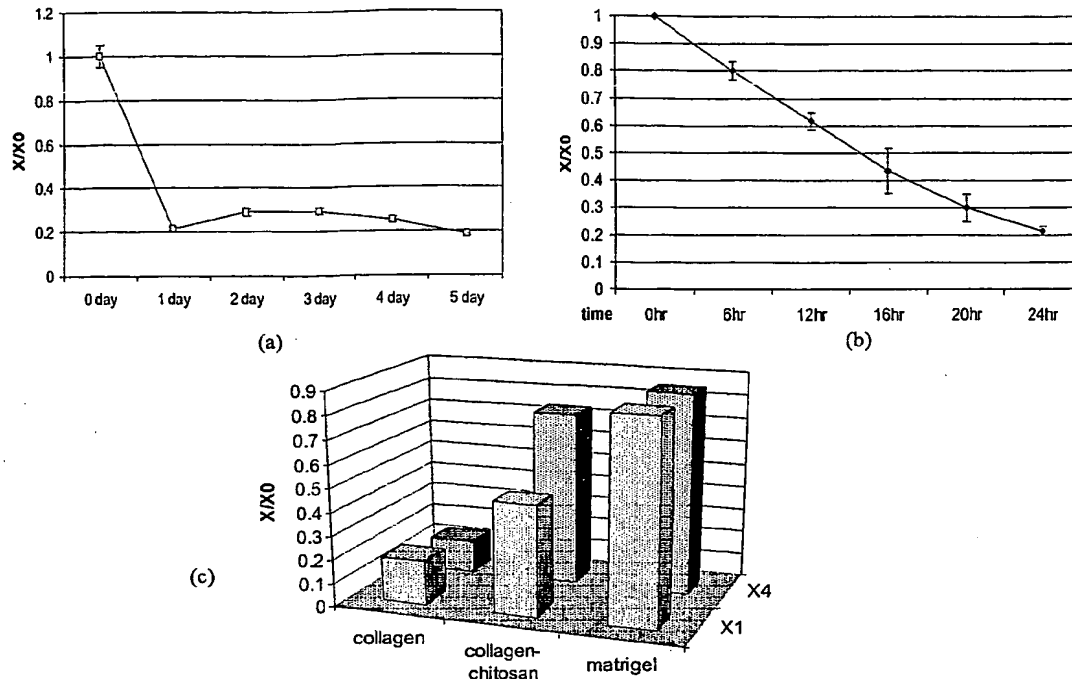 1.2
1
0.8
0.6
0.4
0.2
0
X/X0
0 day 1 day 2 day 3 day 4 day 5 day
(a)
1
0.9
0.8
0.7
0.6
0.5
0.4
0.3
0.2
0.1
0
X/X0
time 0hr 6hr 12hr 16hr 20hr 24hr
(b)
0.9
0.8
0.7
0.6
0.5
0.4
0.3
0.2
0.1
0
X/X0
(c)
collagen
collagen-
chitosan
matrigel
X4
X1